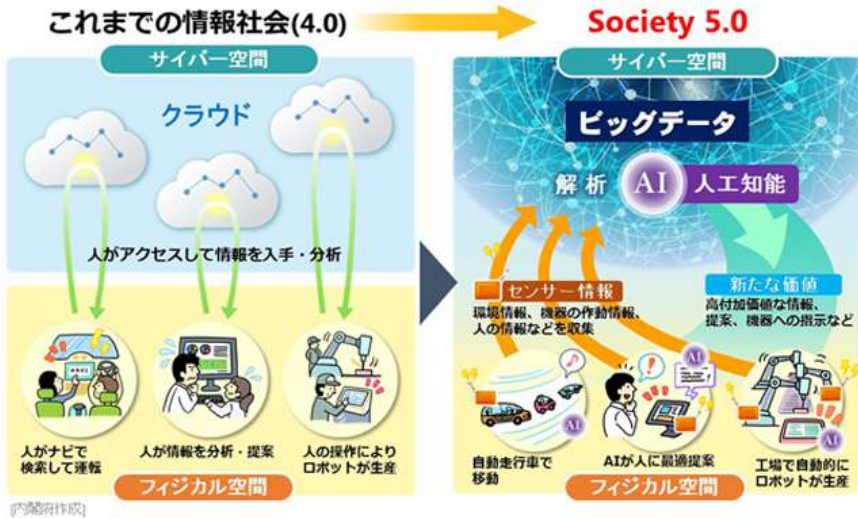 これまでの情報社会(4.0)
Society 5.0
サイバー空間
クラウド
人がアクセスして情報を入手・分析
人がナビで
検索して運転
人が情報を分析・提案
人の操作により
ロボットが生産
フィジカル空間
サイバー空間
ビッグデータ
解析 AI 人工知能
センサー情報
環境情報、機器の作動情報、
人の情報などを収集
新たな価値
高付加価値な情報、
提案、機器への指示など
AI
AI
AI
自動走行車で
移動
AIが人に最適提案
工場で自動的に
ロボットが生産
フィジカル空間
[内閣府作成]